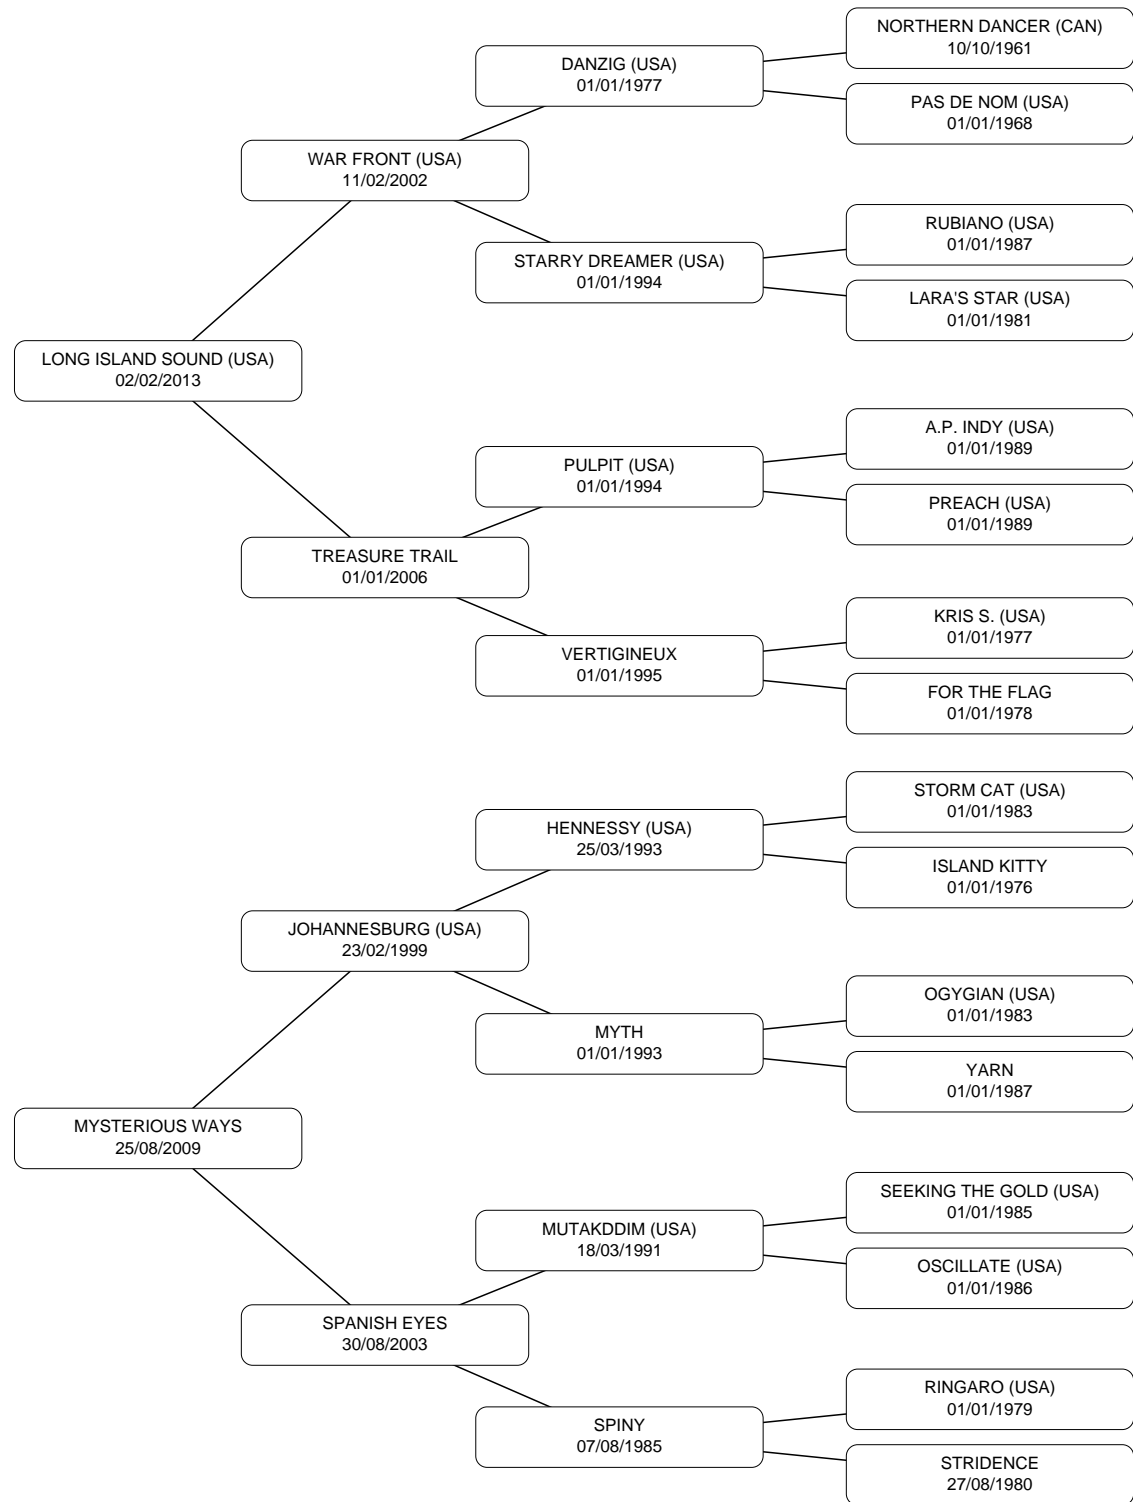 NORTHERN DANCER (CAN)
10/10/1961
DANZIG (USA)
01/01/1977
PAS DE NOM (USA)
01/01/1968
WAR FRONT (USA)
11/02/2002
RUBIANO (USA)
01/01/1987
STARRY DREAMER (USA)
01/01/1994
LARA'S STAR (USA)
01/01/1981
LONG ISLAND SOUND (USA)
02/02/2013
A.P. INDY (USA)
01/01/1989
PULPIT (USA)
01/01/1994
PREACH (USA)
01/01/1989
TREASURE TRAIL
01/01/2006
KRIS S. (USA)
01/01/1977
VERTIGINEUX
01/01/1995
FOR THE FLAG
01/01/1978
STORM CAT (USA)
01/01/1983
HENNESSY (USA)
25/03/1993
ISLAND KITTY
01/01/1976
JOHANNESBURG (USA)
23/02/1999
OGYGIAN (USA)
01/01/1983
MYTH
01/01/1993
YARN
01/01/1987
MYSTERIOUS WAYS
25/08/2009
SEEKING THE GOLD (USA)
01/01/1985
MUTAKDDIM (USA)
18/03/1991
OSCILLATE (USA)
01/01/1986
SPANISH EYES
30/08/2003
RINGARO (USA)
01/01/1979
SPINY
07/08/1985
STRIDENCE
27/08/1980